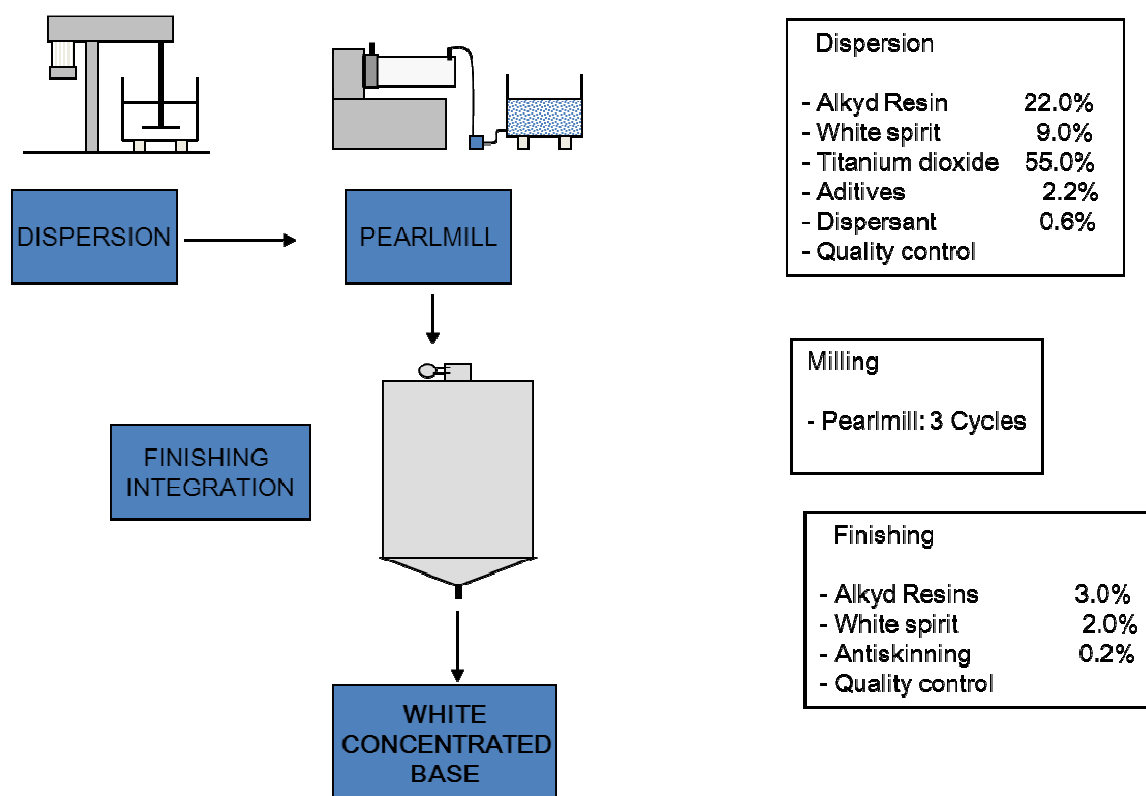 DISPERSION
PEARLMILL
FINISHING
INTEGRATION
WHITE
CONCENTRATED
BASE
Dispersion
- Alkyd Resin 22.0%
- White spirit 9.0%
- Titanium dioxide 55.0%
- Aditives 2.2%
- Dispersant 0.6%
- Quality control
Milling
- Pearlmill: 3 Cycles
Finishing
- Alkyd Resins 3.0%
- White spirit 2.0%
- Antiskinning 0.2%
- Quality control